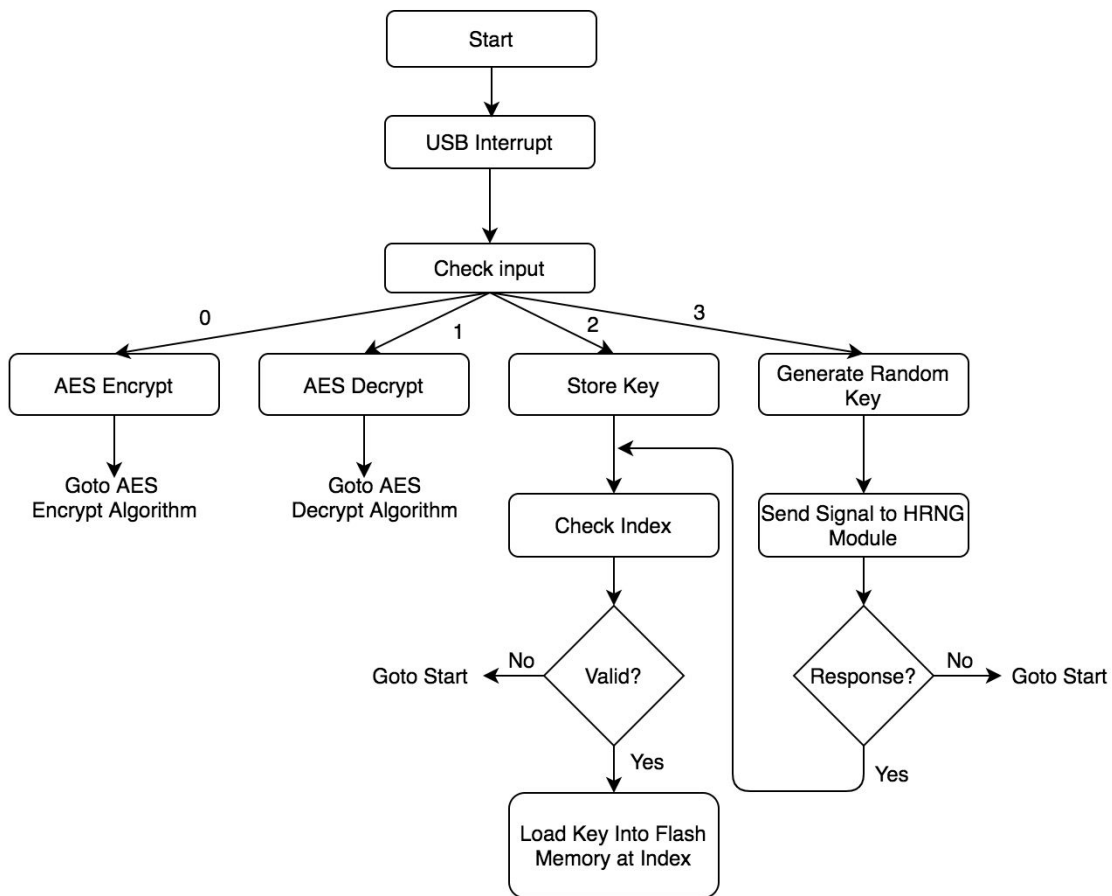 Start
USB Interrupt
Check input
0
1
2
3
AES Encrypt
AES Decrypt
Store Key
Generate Random
Key
Goto AES
Encrypt Algorithm
Goto AES
Decrypt Algorithm
Check Index
Send Signal to HRNG
Module
Goto Start
No
Valid?
Response?
No
Goto Start
Yes
Yes
Load Key Into Flash
Memory at Index